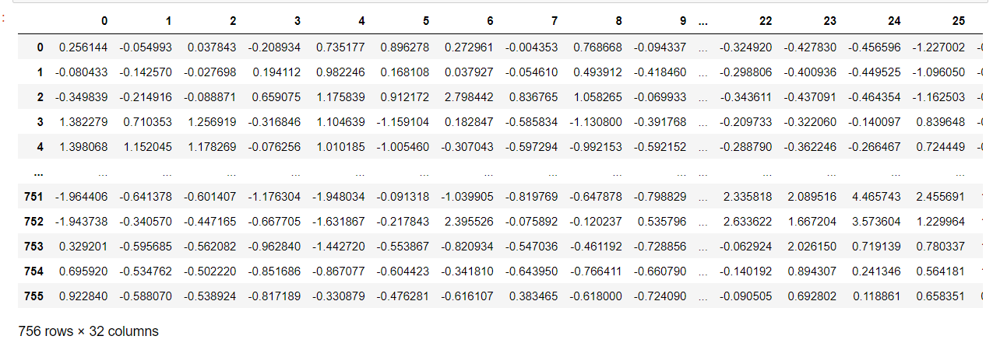 :
0 1 2 3 4 5 6 7 8 9 ... 22 23 24 25
0 0.256144 -0.054993 0.037843 -0.208934 0.735177 0.896278 0.272961 -0.004353 0.768668 -0.094337 ... -0.324920 -0.427830 -0.456596 -1.227002
1 -0.080433 -0.142570 -0.027698 0.194112 0.982246 0.168108 0.037927 -0.054610 0.493912 -0.418460 ... -0.298806 -0.400936 -0.449525 -1.096050
2 -0.349839 -0.214916 -0.088871 0.659075 1.175839 0.912172 2.798442 0.836765 1.058265 -0.069933 ... -0.343611 -0.437091 -0.464354 -1.162503
3 1.382279 0.710353 1.256919 -0.316846 1.104639 -1.159104 0.182847 -0.585834 -1.130800 -0.391768 ... -0.209733 -0.322060 -0.140097 0.839648
4 1.398068 1.152045 1.178269 -0.076256 1.010185 -1.005460 -0.307043 -0.597294 -0.992153 -0.592152 ... -0.288790 -0.362246 -0.266467 0.724449
... ... ... ... ... ... ... ... ... ... ... ... ... ... ... ...
751 -1.964406 -0.641378 -0.601407 -1.176304 -1.948034 -0.091318 -1.039905 -0.819769 -0.647878 -0.798829 ... 2.335818 2.089516 4.465743 2.455691
752 -1.943738 -0.340570 -0.447165 -0.667705 -1.631867 -0.217843 2.395526 -0.075892 -0.120237 0.535796 ... 2.633622 1.667204 3.573604 1.229964
753 0.329201 -0.595685 -0.562082 -0.962840 -1.442720 -0.553867 -0.820934 -0.547036 -0.461192 -0.728856 ... -0.062924 2.026150 0.719139 0.780337
754 0.695920 -0.534762 -0.502220 -0.851686 -0.867077 -0.604423 -0.341810 -0.643950 -0.766411 -0.660790 ... -0.140192 0.894307 0.241346 0.564181
755 0.922840 -0.588070 -0.538924 -0.817189 -0.330879 -0.476281 -0.616107 0.383465 -0.618000 -0.724090 ... -0.090505 0.692802 0.118861 0.658351
756 rows × 32 columns